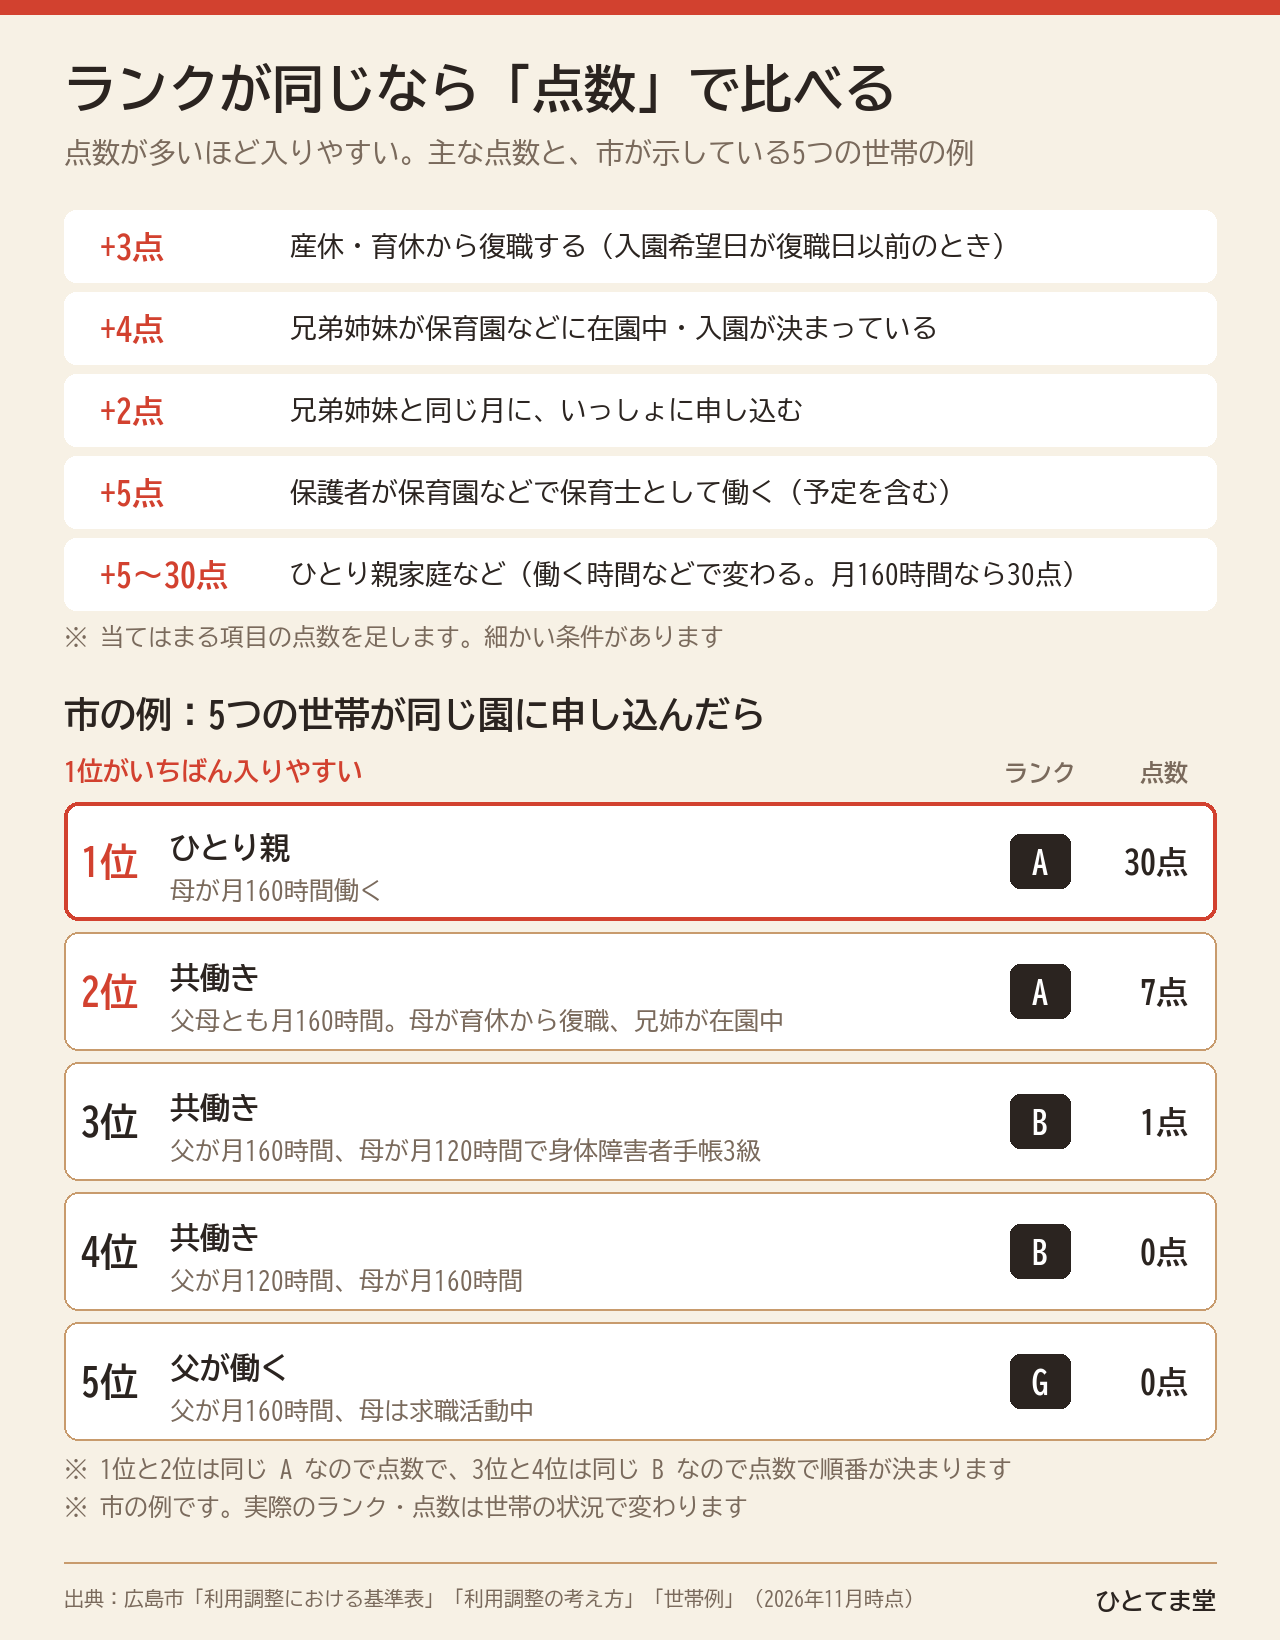 ランクが同じなら「点数」で比べる
点数が多いほど入りやすい。主な点数と、市が示している5つの世帯の例
+3点 産休・育休から復職する（入園希望日が復職日以前のとき）
+4点 兄弟姉妹が保育園などに在園中・入園が決まっている
+2点 兄弟姉妹と同じ月に、いっしょに申し込む
+5点 保護者が保育園などで保育士として働く（予定を含む）
+5〜30点 ひとり親家庭など（働く時間などで変わる。月160時間なら30点）
※ 当てはまる項目の点数を足します。細かい条件があります
市の例：5つの世帯が同じ園に申し込んだら
1位がいちばん入りやすい ランク 点数
1位 ひとり親 A 30点
母が月160時間働く
2位 共働き A 7点
父母とも月160時間。母が育休から復職、兄姉が在園中
3位 共働き B 1点
父が月160時間、母が月120時間で身体障害者手帳3級
4位 共働き B 0点
父が月120時間、母が月160時間
5位 父が働く G 0点
父が月160時間、母は求職活動中
※ 1位と2位は同じ A なので点数で、3位と4位は同じ B なので点数で順番が決まります
※ 市の例です。実際のランク・点数は世帯の状況で変わります
出典：広島市「利用調整における基準表」「利用調整の考え方」「世帯例」（2026年11月時点） ひとてま堂